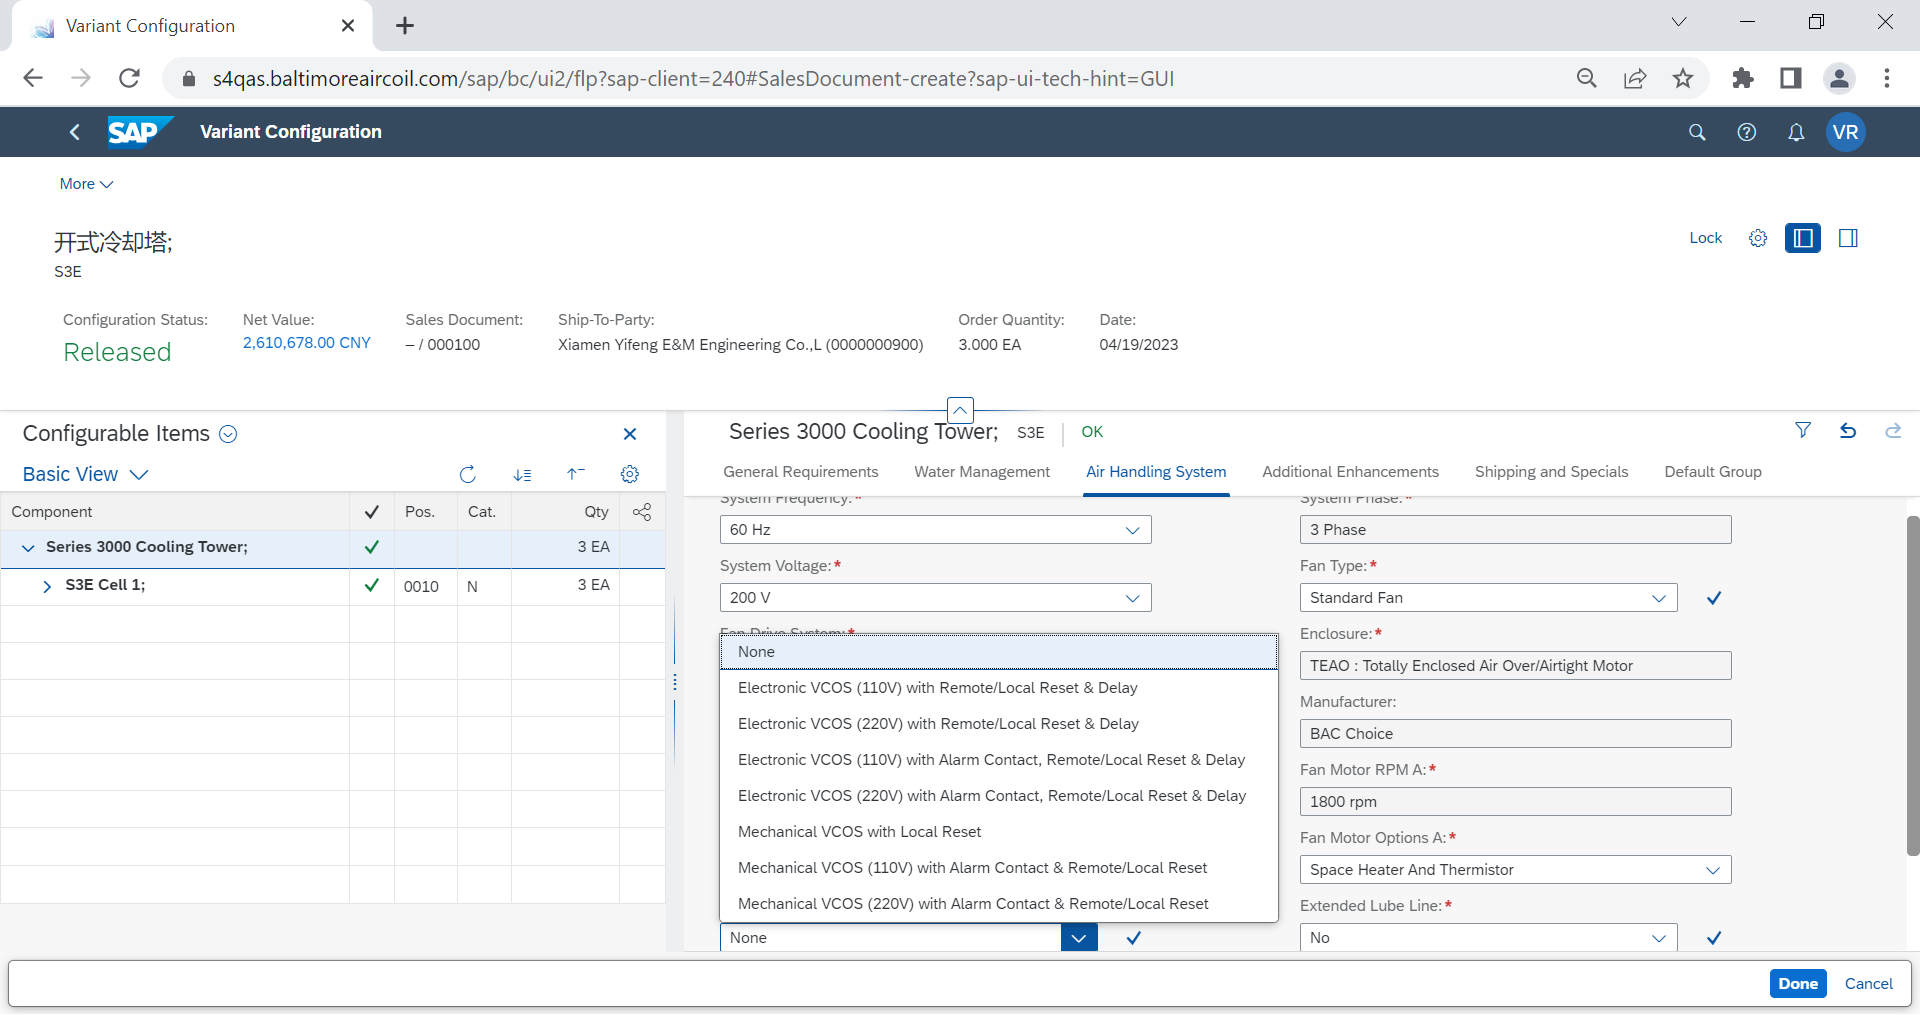 Variant Configuration
s4qas.baltimoreaircoil.com/sap/bc/ui2/flp?sap-client=240#SalesDocument-create?sap-ui-tech-hint=GUI
SAP Variant Configuration VR
More
开式冷却塔;
S3E
Lock
Configuration Status: Net Value: Sales Document: Ship-To-Party: Order Quantity: Date:
Released 2,610,678.00 CNY – / 000100 Xiamen Yifeng E&M Engineering Co.,L (0000000900) 3.000 EA 04/19/2023
Configurable Items
Basic View
Component Pos. Cat. Qty
Series 3000 Cooling Tower; 3 EA
S3E Cell 1; 0010 N 3 EA
Series 3000 Cooling Tower; S3E OK
General Requirements Water Management Air Handling System Additional Enhancements Shipping and Specials Default Group
System Frequency:* System Phase:*
60 Hz 3 Phase
System Voltage:* Fan Type:*
200 V Standard Fan
Fan Drive System:* Enclosure:*
None
TEAO : Totally Enclosed Air Over/Airtight Motor
Electronic VCOS (110V) with Remote/Local Reset & Delay
Manufacturer:
Electronic VCOS (220V) with Remote/Local Reset & Delay
BAC Choice
Electronic VCOS (110V) with Alarm Contact, Remote/Local Reset & Delay
Fan Motor RPM A:*
Electronic VCOS (220V) with Alarm Contact, Remote/Local Reset & Delay
1800 rpm
Mechanical VCOS with Local Reset
Fan Motor Options A:*
Mechanical VCOS (110V) with Alarm Contact & Remote/Local Reset
Space Heater And Thermistor
Mechanical VCOS (220V) with Alarm Contact & Remote/Local Reset
Extended Lube Line:*
None No
Done Cancel